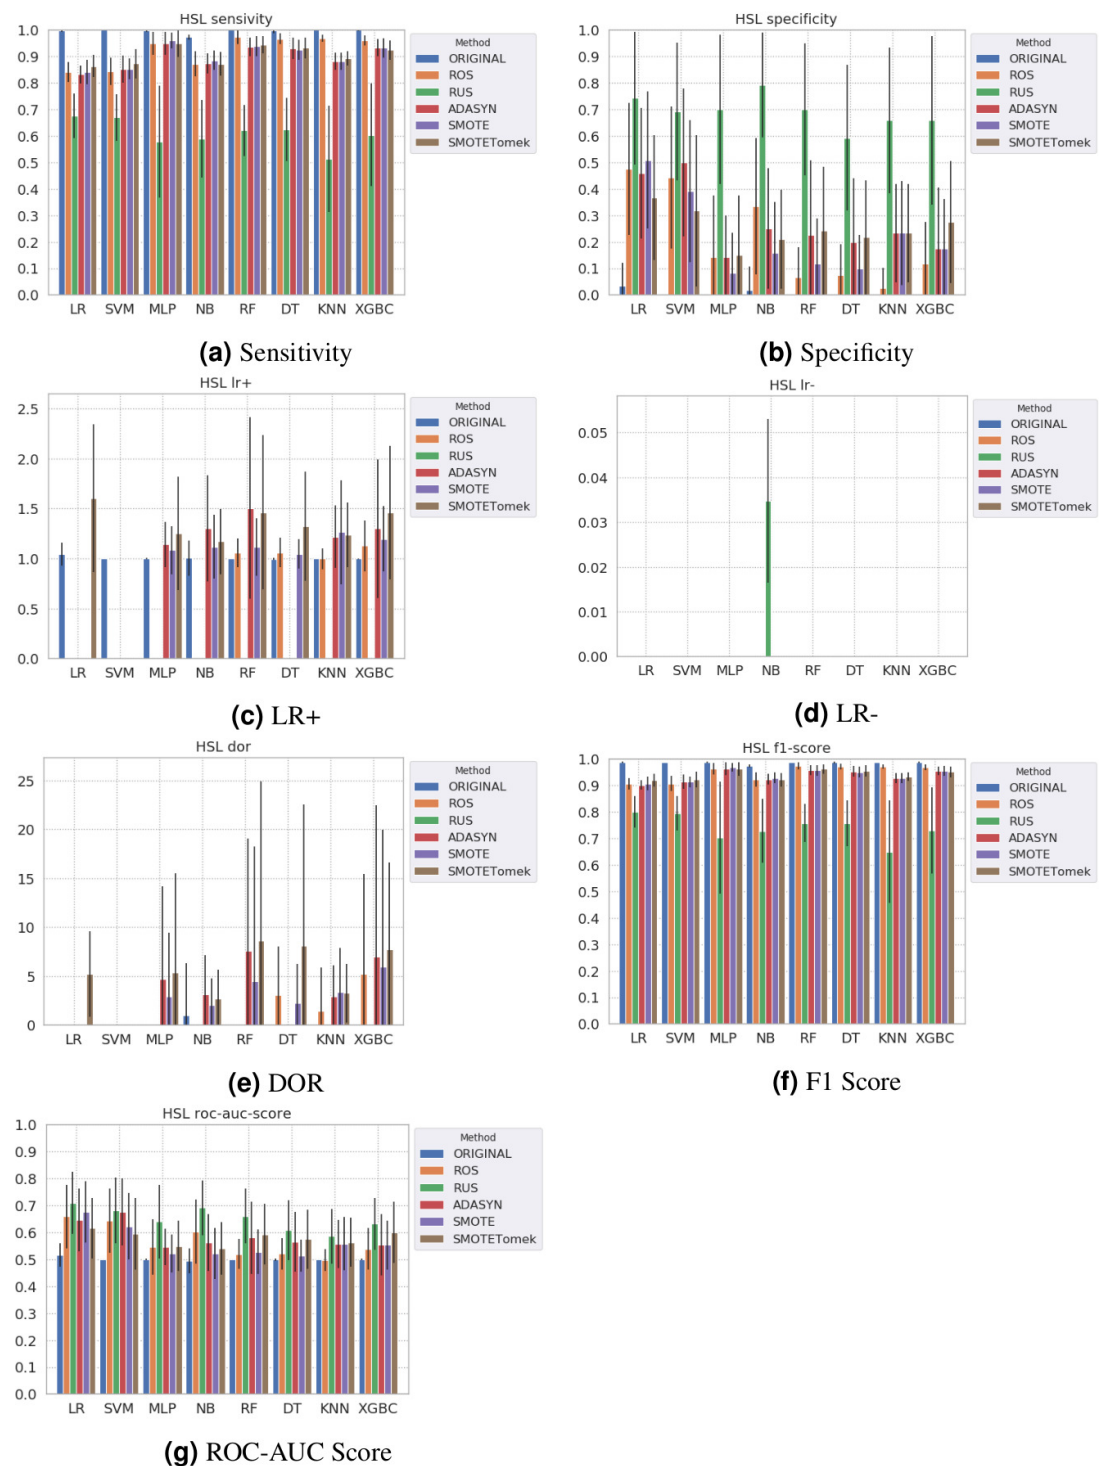 HSL sensitivity
1.0
0.9
0.8
0.7
0.6
0.5
0.4
0.3
0.2
0.1
0.0
LR SVM MLP NB RF DT KNN XGBC
Method
ORIGINAL
ROS
RUS
ADASYN
SMOTE
SMOTETomek
(a) Sensitivity
HSL specificity
1.0
0.9
0.8
0.7
0.6
0.5
0.4
0.3
0.2
0.1
0.0
LR SVM MLP NB RF DT KNN XGBC
Method
ORIGINAL
ROS
RUS
ADASYN
SMOTE
SMOTETomek
(b) Specificity
HSL lr+
2.5
2.0
1.5
1.0
0.5
0.0
LR SVM MLP NB RF DT KNN XGBC
Method
ORIGINAL
ROS
RUS
ADASYN
SMOTE
SMOTETomek
(c) LR+
HSL lr-
0.05
0.04
0.03
0.02
0.01
0.00
LR SVM MLP NB RF DT KNN XGBC
Method
ORIGINAL
ROS
RUS
ADASYN
SMOTE
SMOTETomek
(d) LR-
HSL dor
25
20
15
10
5
0
LR SVM MLP NB RF DT KNN XGBC
Method
ORIGINAL
ROS
RUS
ADASYN
SMOTE
SMOTETomek
(e) DOR
HSL f1-score
1.0
0.9
0.8
0.7
0.6
0.5
0.4
0.3
0.2
0.1
0.0
LR SVM MLP NB RF DT KNN XGBC
Method
ORIGINAL
ROS
RUS
ADASYN
SMOTE
SMOTETomek
(f) F1 Score
HSL roc-auc-score
1.0
0.9
0.8
0.7
0.6
0.5
0.4
0.3
0.2
0.1
0.0
LR SVM MLP NB RF DT KNN XGBC
Method
ORIGINAL
ROS
RUS
ADASYN
SMOTE
SMOTETomek
(g) ROC-AUC Score